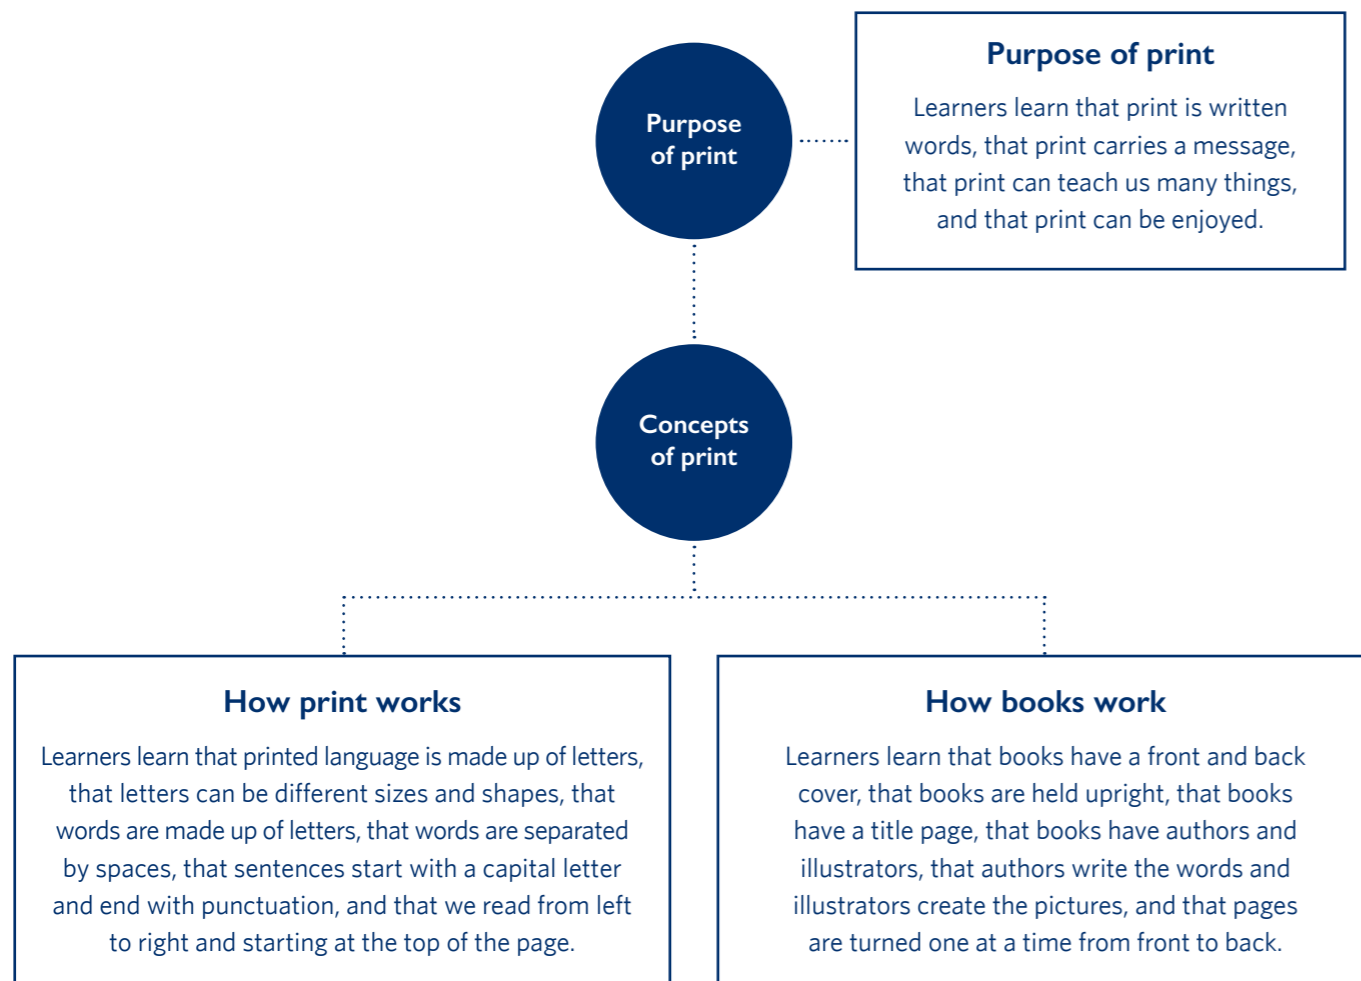 Purpose
of print
Purpose of print
Learners learn that print is written
words, that print carries a message,
that print can teach us many things,
and that print can be enjoyed.
Concepts
of print
How print works
Learners learn that printed language is made up of letters,
that letters can be different sizes and shapes, that
words are made up of letters, that words are separated
by spaces, that sentences start with a capital letter
and end with punctuation, and that we read from left
to right and starting at the top of the page.
How books work
Learners learn that books have a front and back
cover, that books are held upright, that books
have a title page, that books have authors and
illustrators, that authors write the words and
illustrators create the pictures, and that pages
are turned one at a time from front to back.